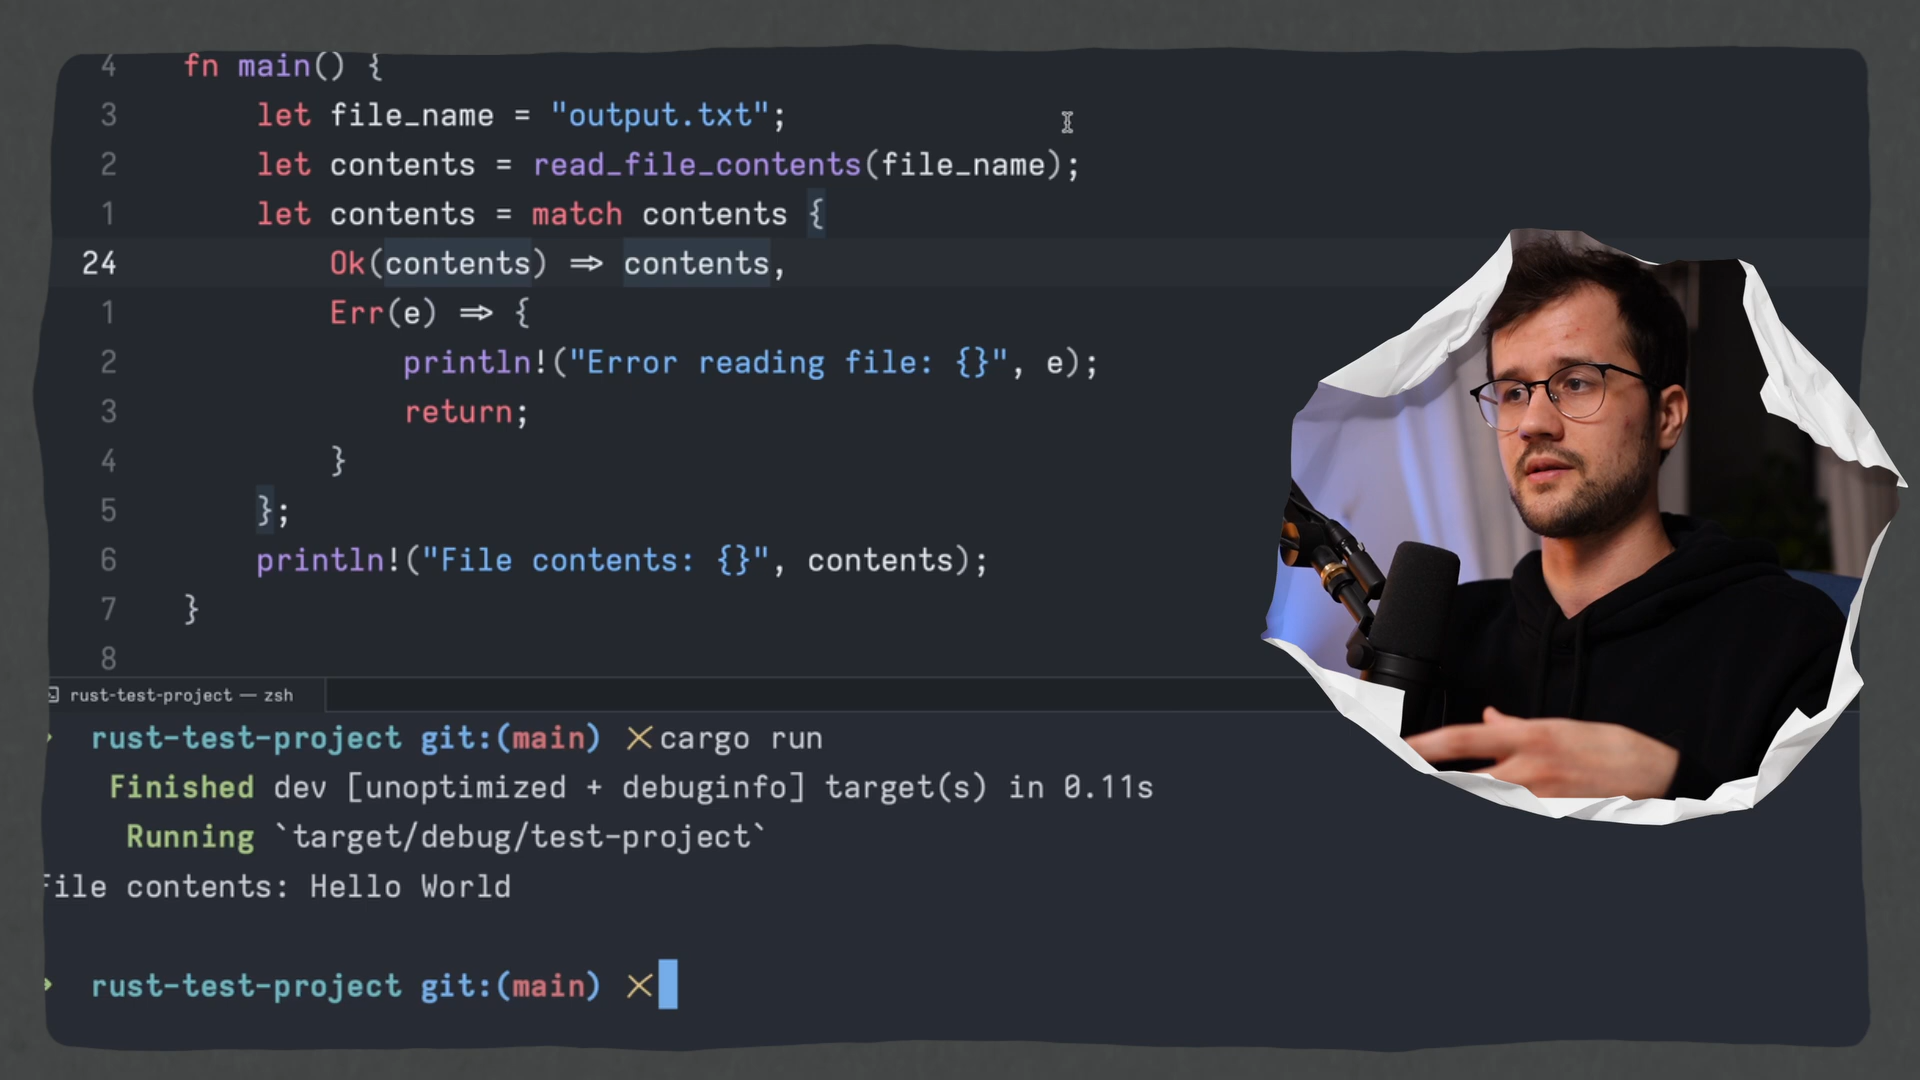 4 fn main() {
3 let file_name = "output.txt";
2 let contents = read_file_contents(file_name);
1 let contents = match contents {
24 Ok(contents) => contents,
1 Err(e) => {
2 println!("Error reading file: {}", e);
3 return;
4 }
5 };
6 println!("File contents: {}", contents);
7 }
8
rust-test-project — zsh
rust-test-project git:(main) ✕ cargo run
Finished dev [unoptimized + debuginfo] target(s) in 0.11s
Running `target/debug/test-project`
File contents: Hello World
rust-test-project git:(main) ✕